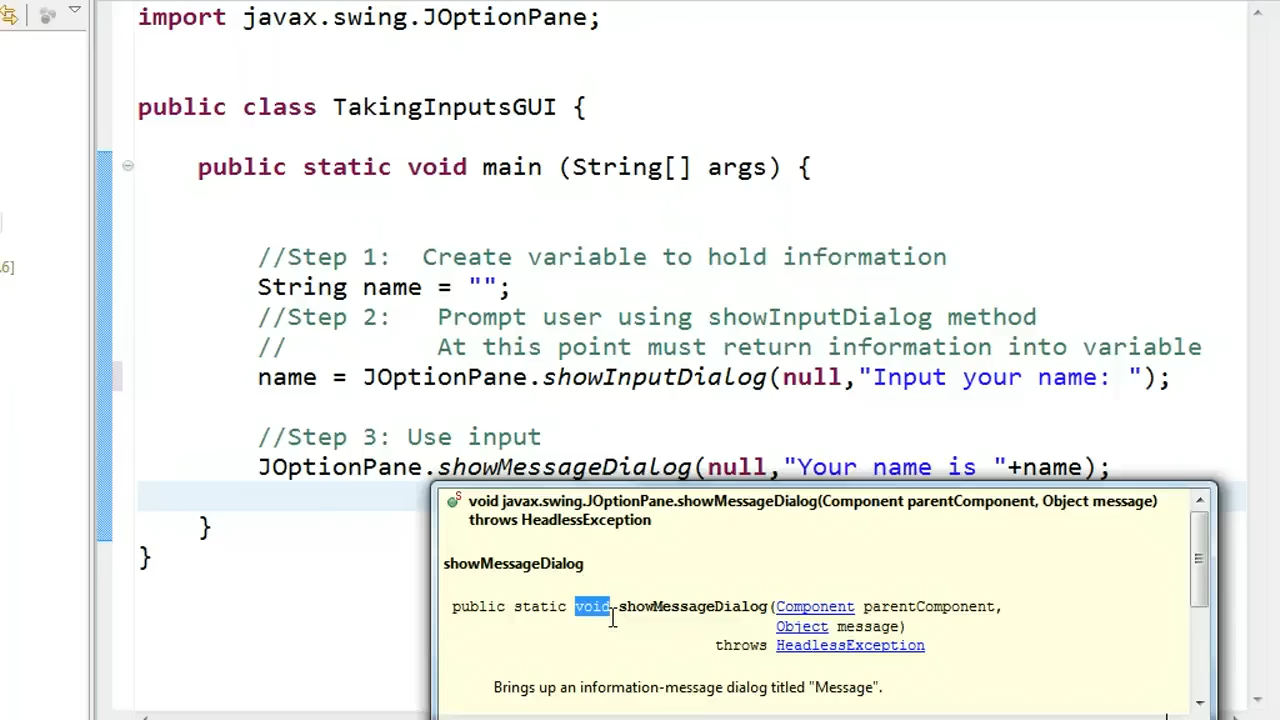 import javax.swing.JOptionPane;
public class TakingInputsGUI {
public static void main (String[] args) {
//Step 1:  Create variable to hold information
String name = "";
//Step 2:   Prompt user using showInputDialog method
//          At this point must return information into variable
.6]
name = JOptionPane.showInputDialog(null,"Input your name: ");
//Step 3: Use input
JOptionPane.showMessageDialog(null,"Your name is "+name);
}
}
void javax.swing.JOptionPane.showMessageDialog(Component parentComponent, Object message)
throws HeadlessException
showMessageDialog
public static void showMessageDialog(Component parentComponent,
Object message)
throws HeadlessException
Brings up an information-message dialog titled "Message".